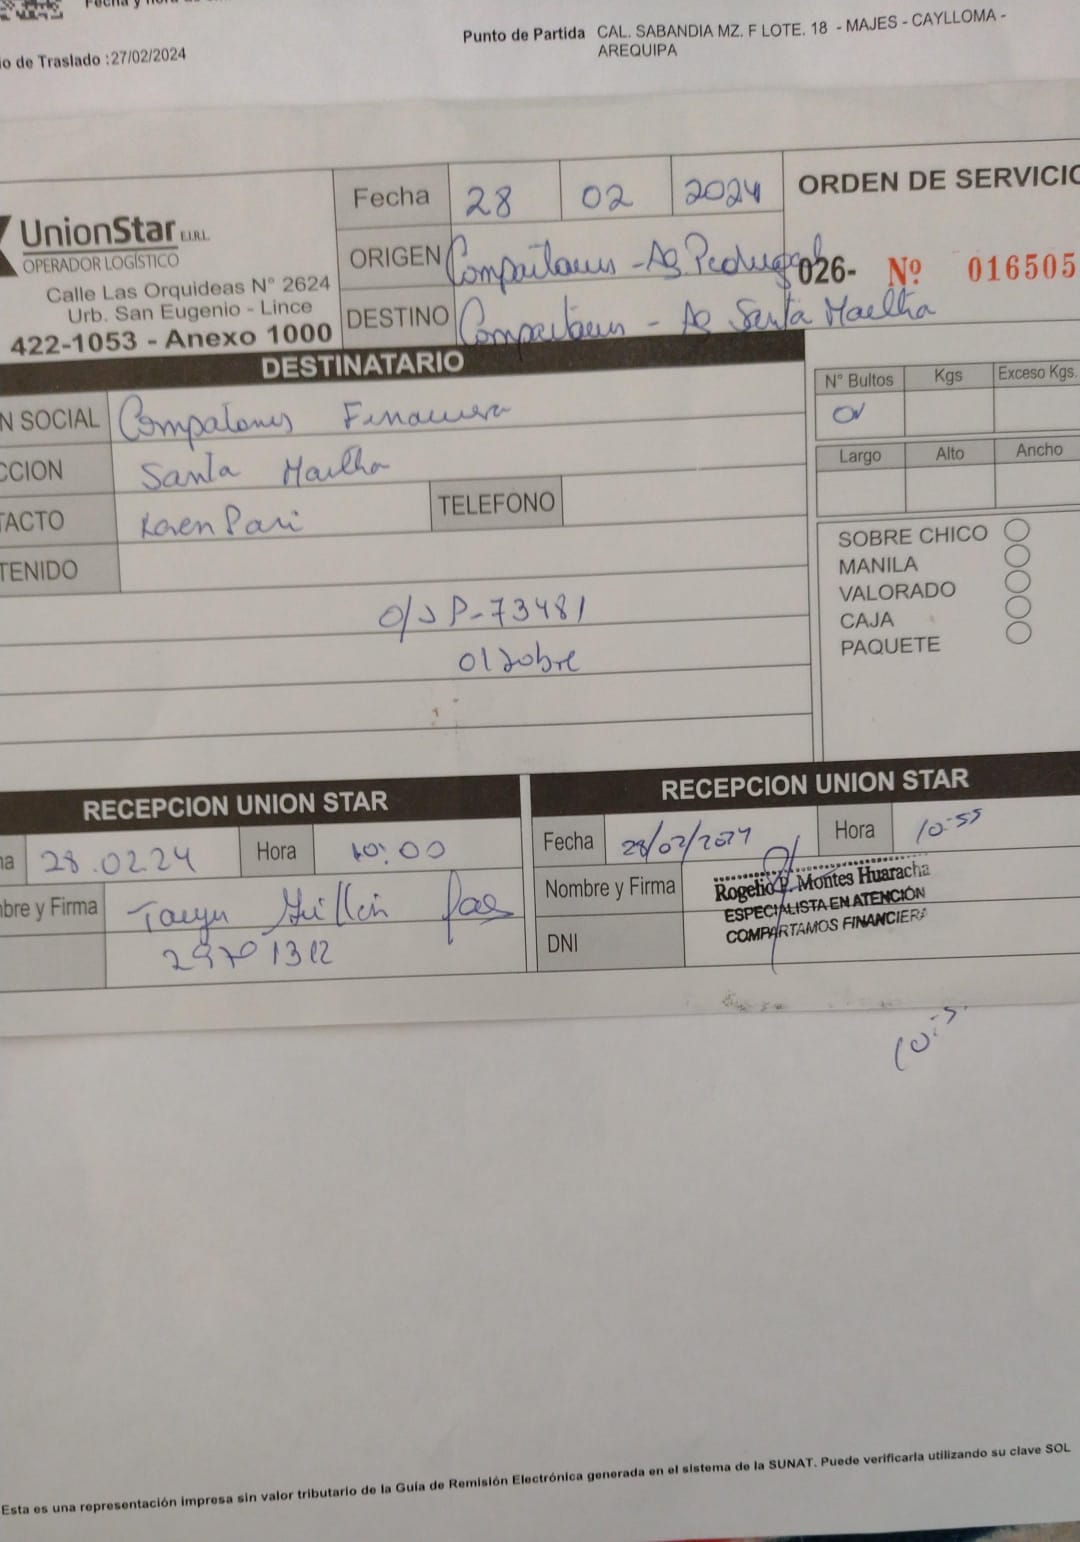 Punto de Partida CAL. SABANDIA MZ. F LOTE. 18 - MAJES - CAYLLOMA -
AREQUIPA
io de Traslado :27/02/2024
UnionStar E.I.R.L.
OPERADOR LOGÍSTICO
Calle Las Orquideas N° 2624
Urb. San Eugenio - Lince
422-1053 - Anexo 1000
Fecha 28 02 2024
ORIGEN Compartamos - Ag Pedregal
DESTINO Compartamos - Ag Santa Martha
ORDEN DE SERVICIO
026- Nº 016505
DESTINATARIO
N SOCIAL Compartamos Financiera
CCION Santa Martha
TACTO Karen Pari TELEFONO
TENIDO
P-73481
01 sobre
N° Bultos Kgs Exceso Kgs.
01
Largo Alto Ancho
SOBRE CHICO
MANILA
VALORADO
CAJA
PAQUETE
RECEPCION UNION STAR
na 28.02.24 Hora 10:00
nbre y Firma
RECEPCION UNION STAR
Fecha 28/02/2024 Hora 10:55
Nombre y Firma
Rogelio P. Montes Huaracha
ESPECIALISTA EN ATENCIÓN
COMPARTAMOS FINANCIERA
DNI
Esta es una representación impresa sin valor tributario de la Guía de Remisión Electrónica generada en el sistema de la SUNAT. Puede verificarla utilizando su clave SOL